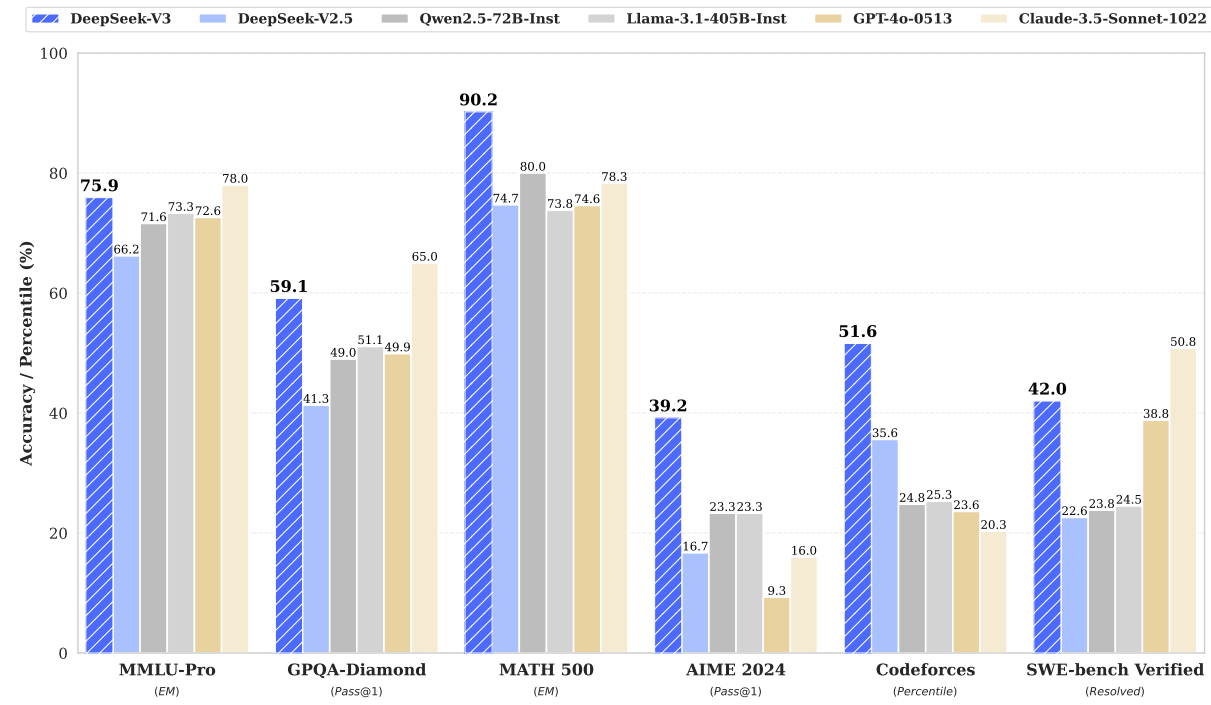 DeepSeek-V3 DeepSeek-V2.5 Qwen2.5-72B-Inst Llama-3.1-405B-Inst GPT-4o-0513 Claude-3.5-Sonnet-1022
Accuracy / Percentile (%)
100
80
60
40
20
0
75.9 66.2 71.6 73.3 72.6 78.0
59.1 41.3 49.0 51.1 49.9 65.0
90.2 74.7 80.0 73.8 74.6 78.3
39.2 16.7 23.3 23.3 9.3 16.0
51.6 35.6 24.8 25.3 23.6 20.3
42.0 22.6 23.8 24.5 38.8 50.8
MMLU-Pro GPQA-Diamond MATH 500 AIME 2024 Codeforces SWE-bench Verified
(EM) (Pass@1) (EM) (Pass@1) (Percentile) (Resolved)